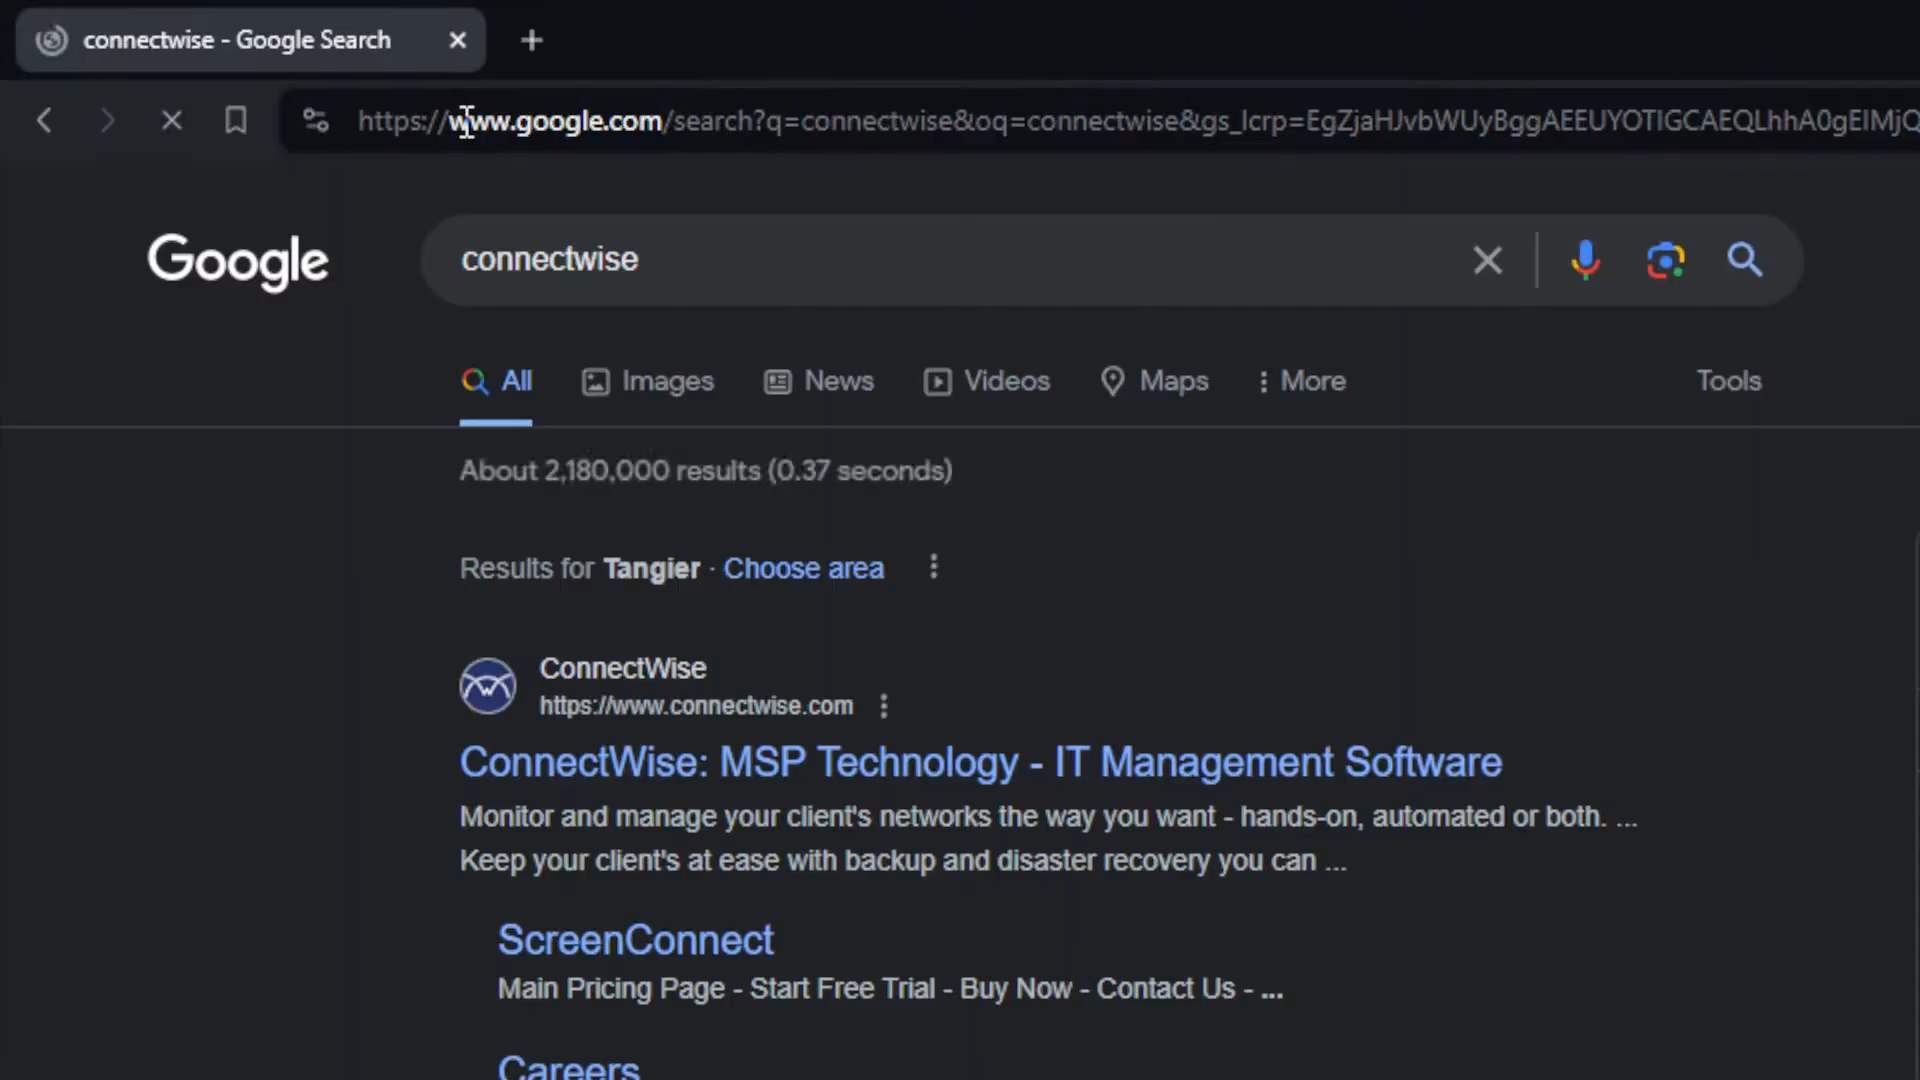 connectwise - Google Search
https://www.google.com/search?q=connectwise&oq=connectwise&gs_lcrp=EgZjaHJvbWUyBggAEEUYOTIGCAEQLhhA0gEIMjQ
Google
connectwise
All Images News Videos Maps More Tools
About 2,180,000 results (0.37 seconds)
Results for Tangier · Choose area
ConnectWise
https://www.connectwise.com
ConnectWise: MSP Technology - IT Management Software
Monitor and manage your client's networks the way you want - hands-on, automated or both. ...
Keep your client's at ease with backup and disaster recovery you can ...
ScreenConnect
Main Pricing Page - Start Free Trial - Buy Now - Contact Us - ...
Careers